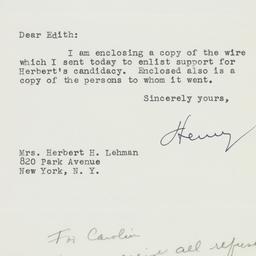 Dear Edith:
I am enclosing a copy of the wire
which I sent today to enlist support for
Herbert's candidacy. Enclosed also is a
copy of the persons to whom it went.
Sincerely yours,
Henry
Mrs. Herbert H. Lehman
820 Park Avenue
New York, N. Y.
For Carolin
all refuse